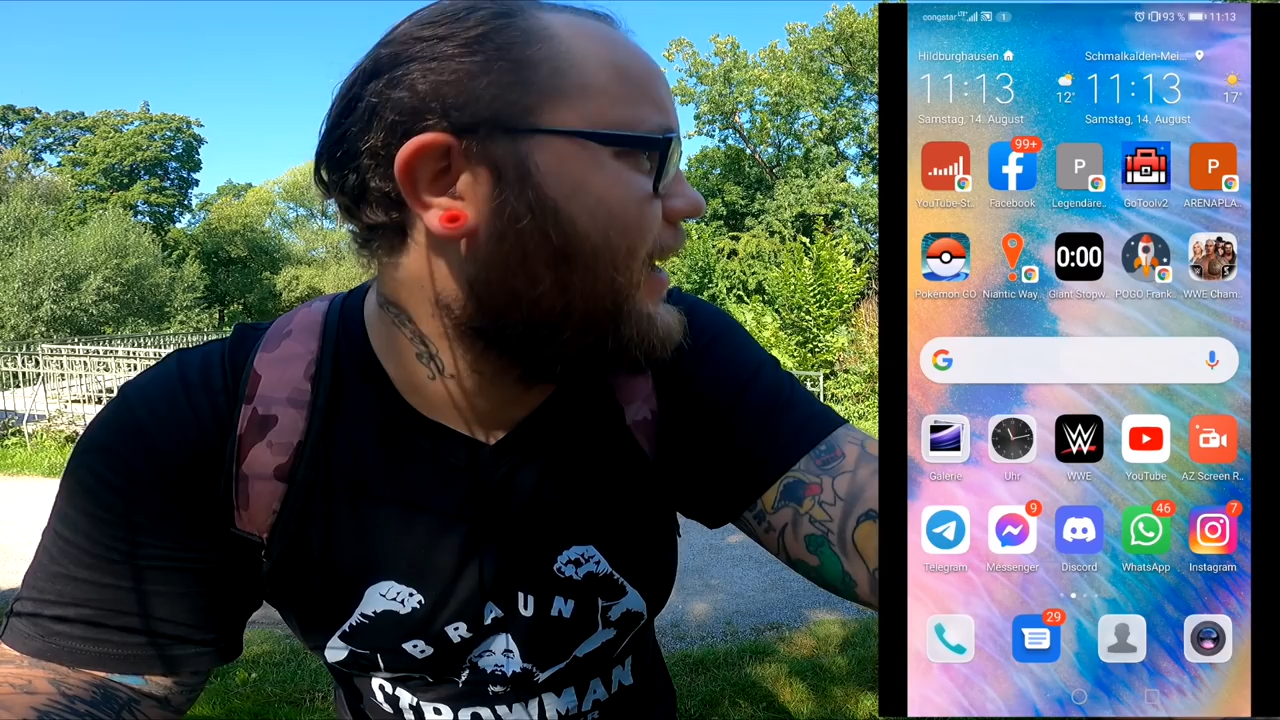 congstar
1
93 %
11:13
Hildburghausen
Schmalkalden-Mei...
11:13
12°
11:13
17°
Samstag, 14. August
Samstag, 14. August
99+
P
P
YouTube-St..
Facebook
Legendäre..
GoToolv2
ARENAPLA..
0:00
Pokémon GO
Niantic Way..
Giant Stopw..
POGO Frank..
WWE Cham..
G
W
Galerie
Uhr
WWE
YouTube
AZ Screen R..
9
46
7
Telegram
Messenger
Discord
WhatsApp
Instagram
29
BRAUN
STROWMAN